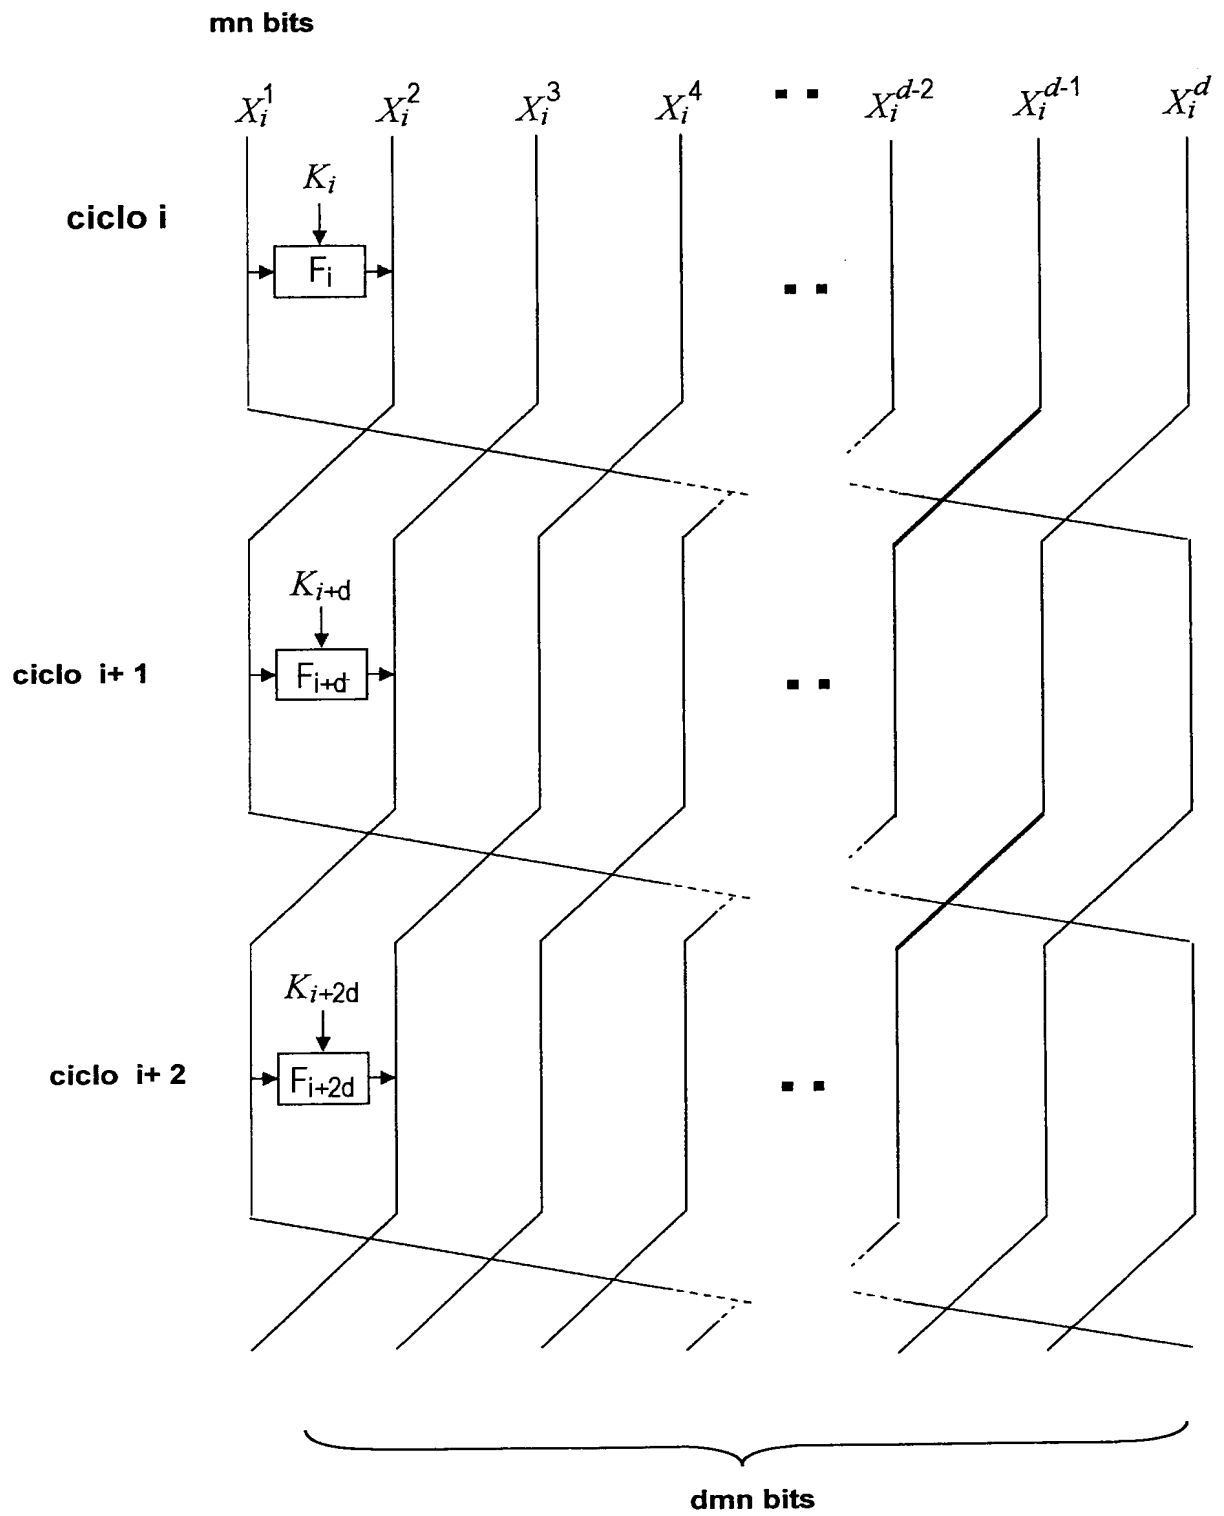 mn bits
X_i^1 X_i^2 X_i^3 X_i^4 X_i^{d-2} X_i^{d-1} X_i^d
K_i
ciclo i
F_i
K_{i+d}
ciclo i+ 1
F_{i+d}
K_{i+2d}
ciclo i+ 2
F_{i+2d}
dmn bits